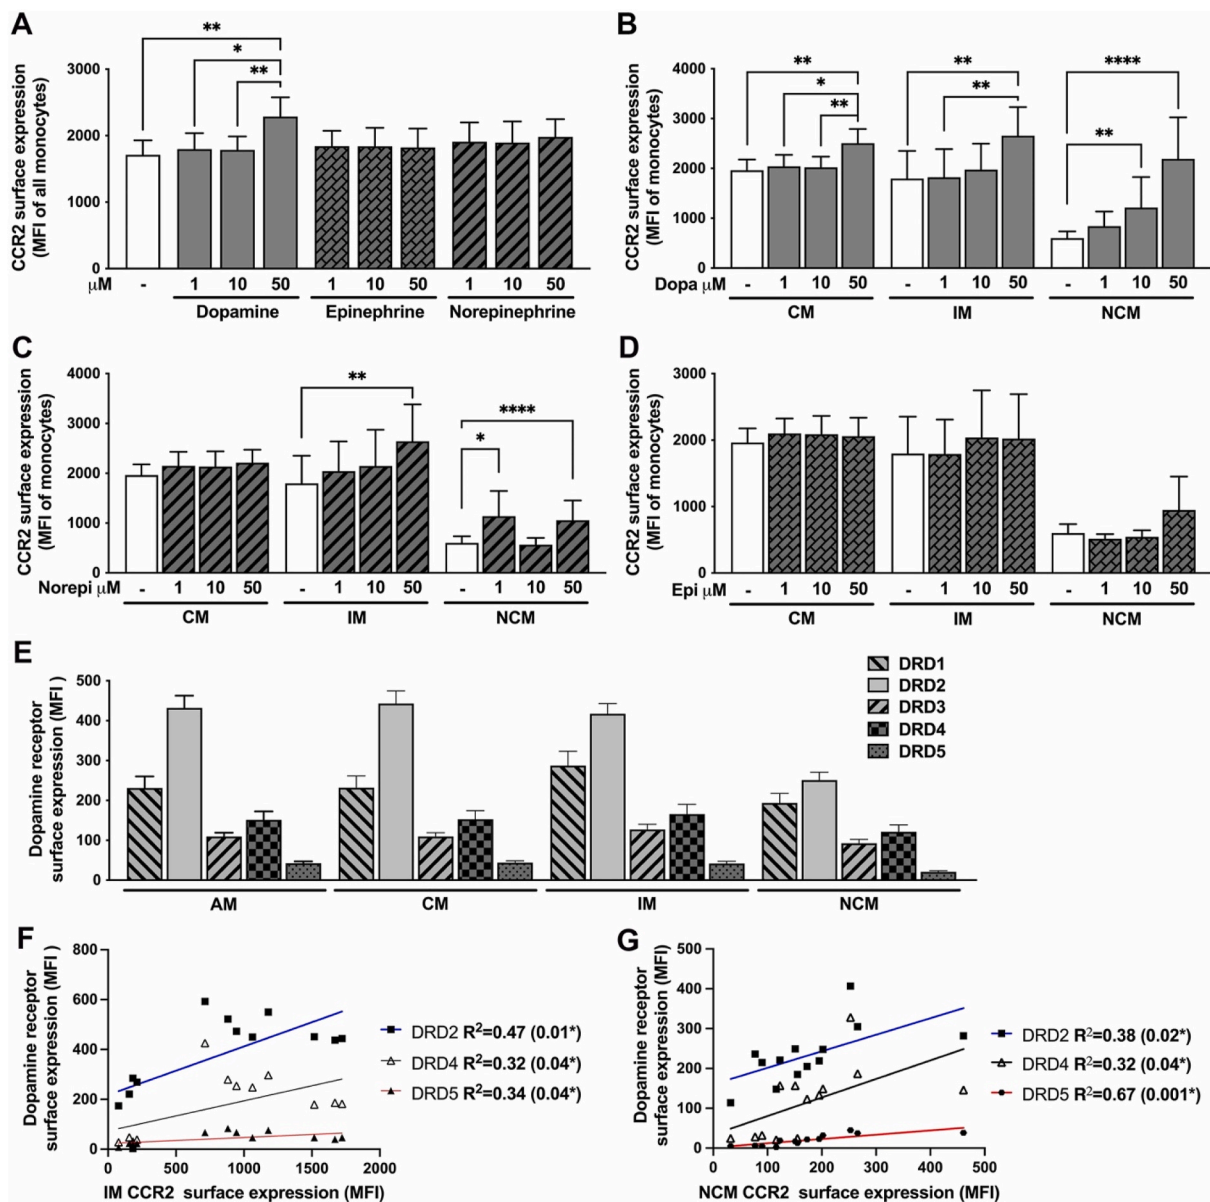 A
CCR2 surface expression
(MFI of all monocytes)
3000
2000
1000
0
**
*
**
μM - 1 10 50 1 10 50 1 10 50
Dopamine Epinephrine Norepinephrine
B
CCR2 surface expression
(MFI of monocytes)
4000
3000
2000
1000
0
** ** ****
* **
** **
Dopa μM - 1 10 50 - 1 10 50 - 1 10 50
CM IM NCM
C
CCR2 surface expression
(MFI of monocytes)
4000
3000
2000
1000
0
**
****
*
Norepi μM - 1 10 50 - 1 10 50 - 1 10 50
CM IM NCM
D
CCR2 surface expression
(MFI of monocytes)
3000
2000
1000
0
Epi μM - 1 10 50 - 1 10 50 - 1 10 50
CM IM NCM
E
Dopamine receptor
surface expression (MFI)
500
400
300
200
100
0
AM CM IM NCM
DRD1
DRD2
DRD3
DRD4
DRD5
F
Dopamine receptor
surface expression (MFI )
800
600
400
200
0
0 500 1000 1500 2000
IM CCR2 surface expression (MFI)
DRD2 R²=0.47 (0.01*)
DRD4 R²=0.32 (0.04*)
DRD5 R²=0.34 (0.04*)
G
Dopamine receptor
surface expression (MFI)
500
400
300
200
100
0
0 100 200 300 400 500
NCM CCR2 surface expression (MFI)
DRD2 R²=0.38 (0.02*)
DRD4 R²=0.32 (0.04*)
DRD5 R²=0.67 (0.001*)